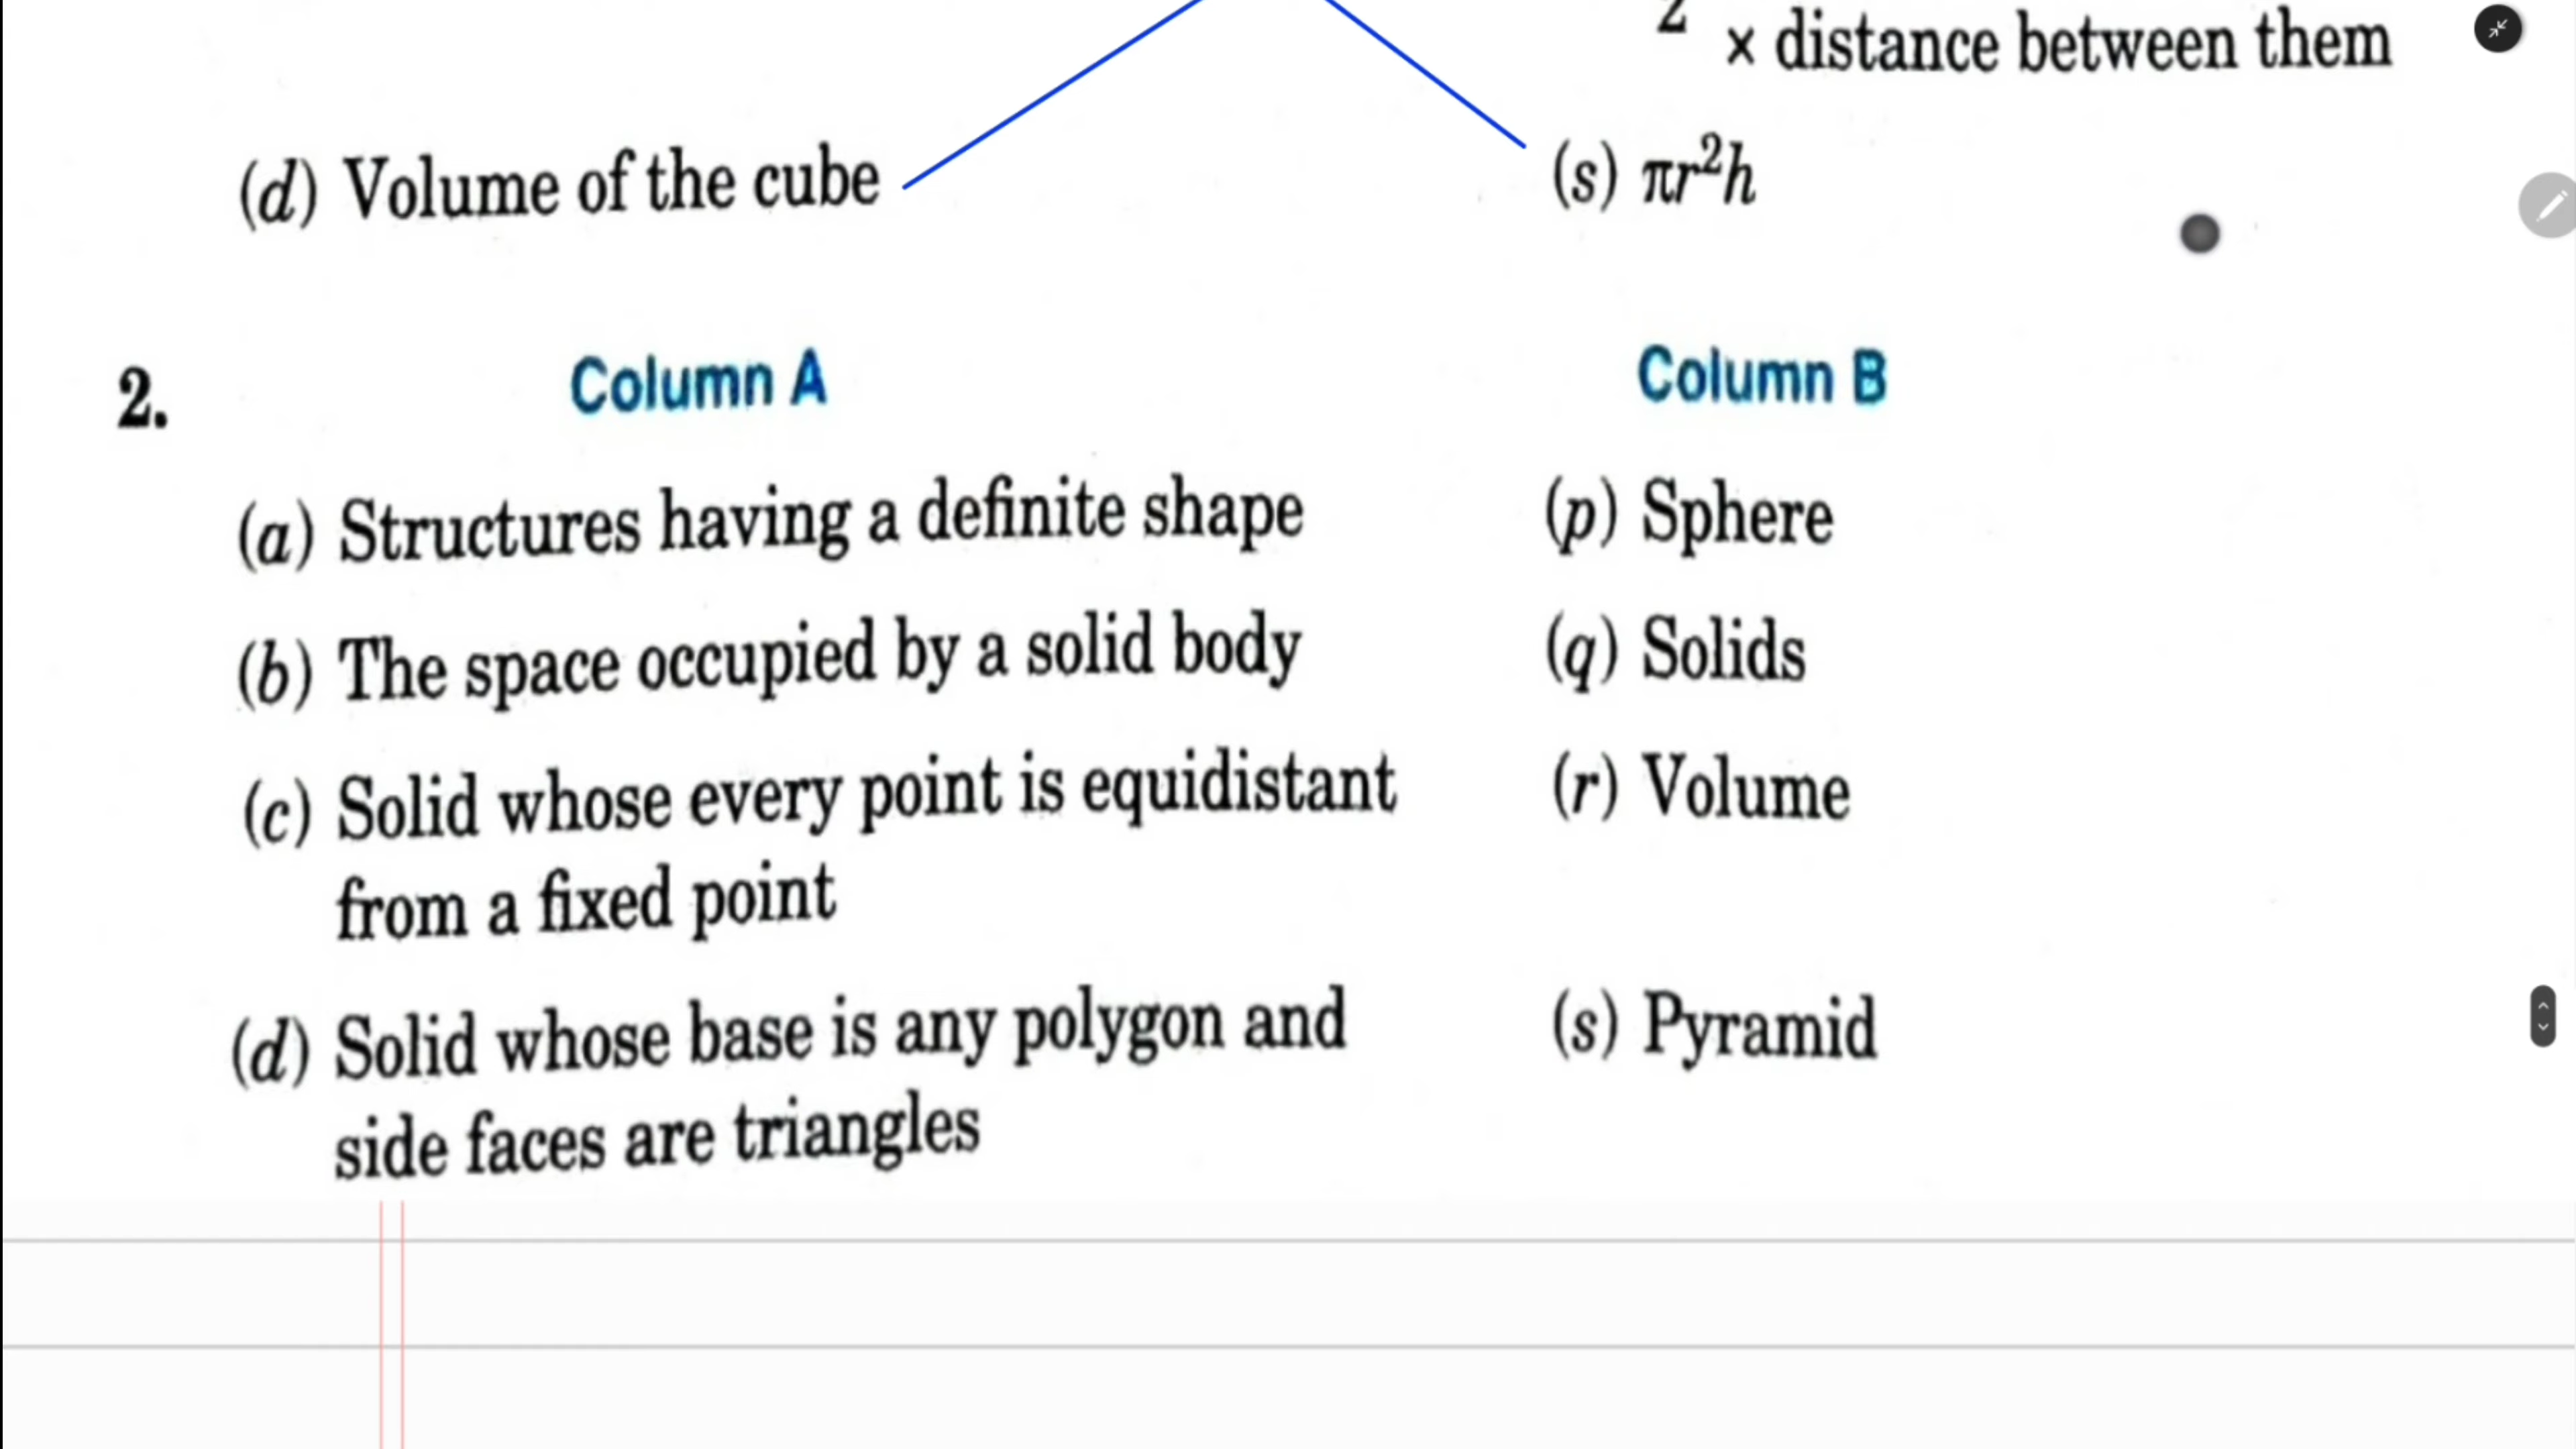 2
× distance between them
(d) Volume of the cube
(s) πr²h
2. Column A Column B
(a) Structures having a definite shape (p) Sphere
(b) The space occupied by a solid body (q) Solids
(c) Solid whose every point is equidistant (r) Volume
from a fixed point
(d) Solid whose base is any polygon and (s) Pyramid
side faces are triangles